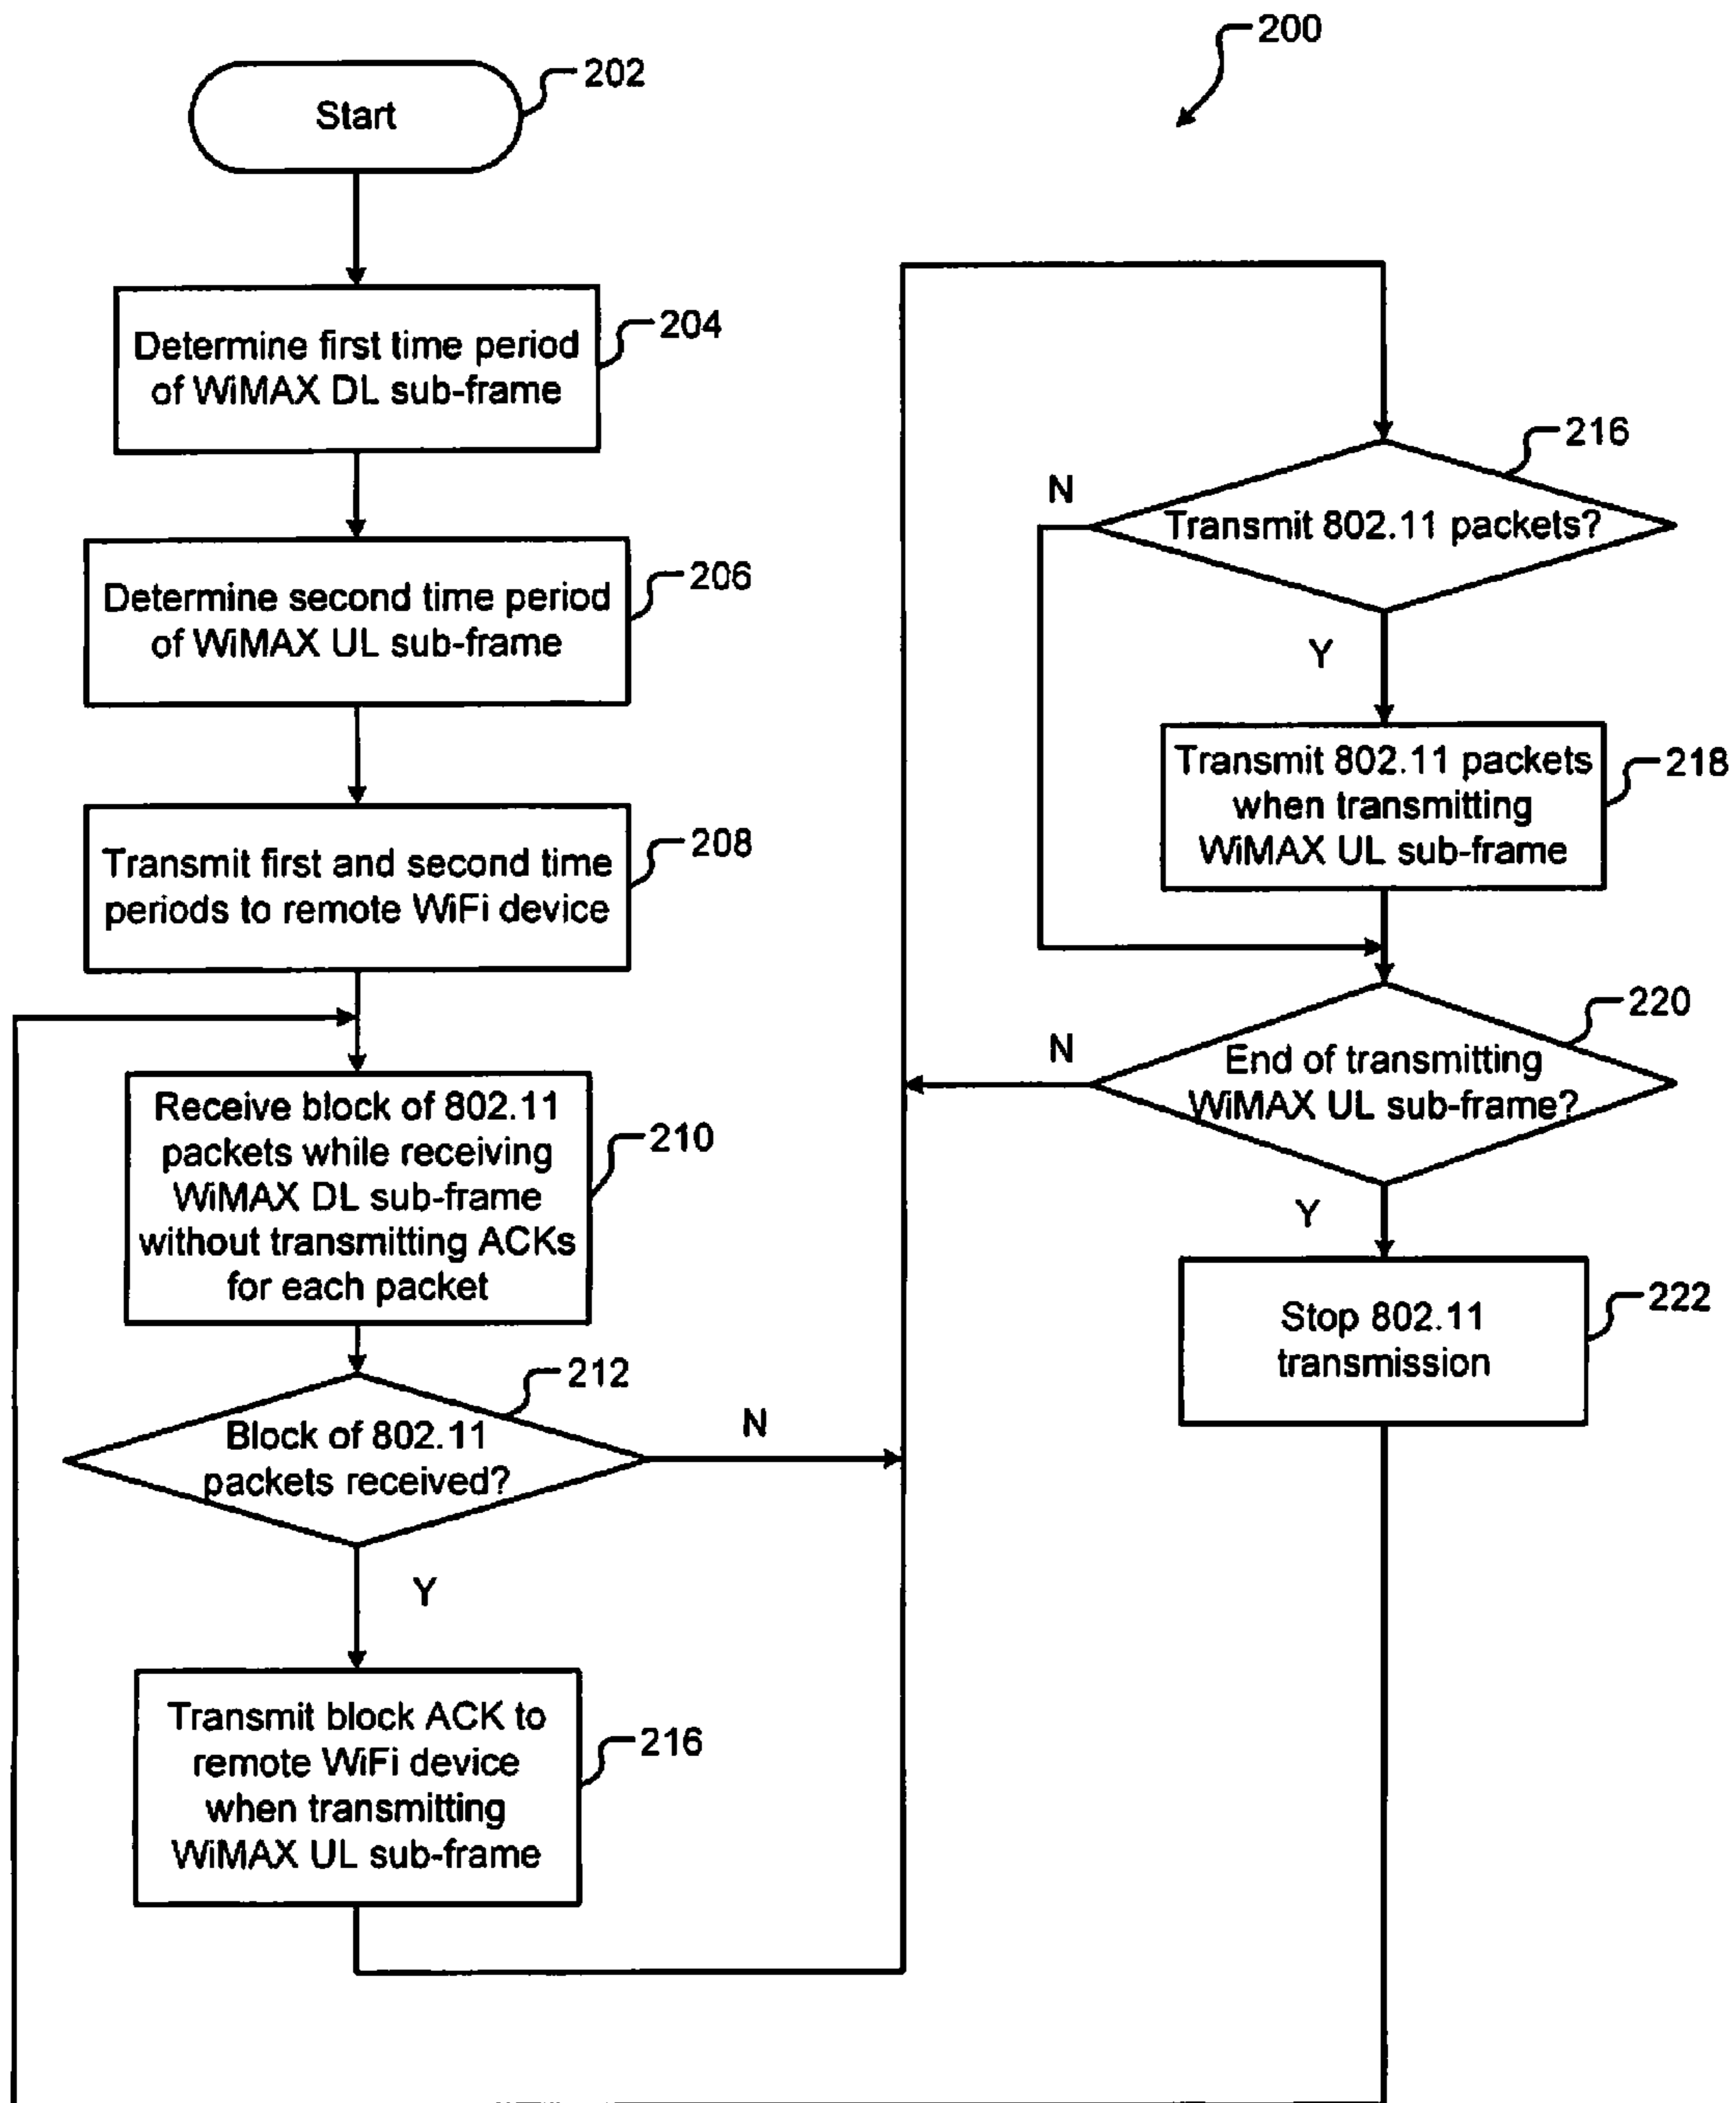 200
Start
202
Determine first time period
of WiMAX DL sub-frame
204
Determine second time period
of WiMAX UL sub-frame
206
Transmit first and second time
periods to remote WiFi device
208
Receive block of 802.11
packets while receiving
WiMAX DL sub-frame
without transmitting ACKs
for each packet
210
Block of 802.11
packets received?
212
N
Y
Transmit block ACK to
remote WiFi device
when transmitting
WiMAX UL sub-frame
216
Transmit 802.11 packets?
216
N
Y
Transmit 802.11 packets
when transmitting
WiMAX UL sub-frame
218
End of transmitting
WiMAX UL sub-frame?
220
N
Y
Stop 802.11
transmission
222